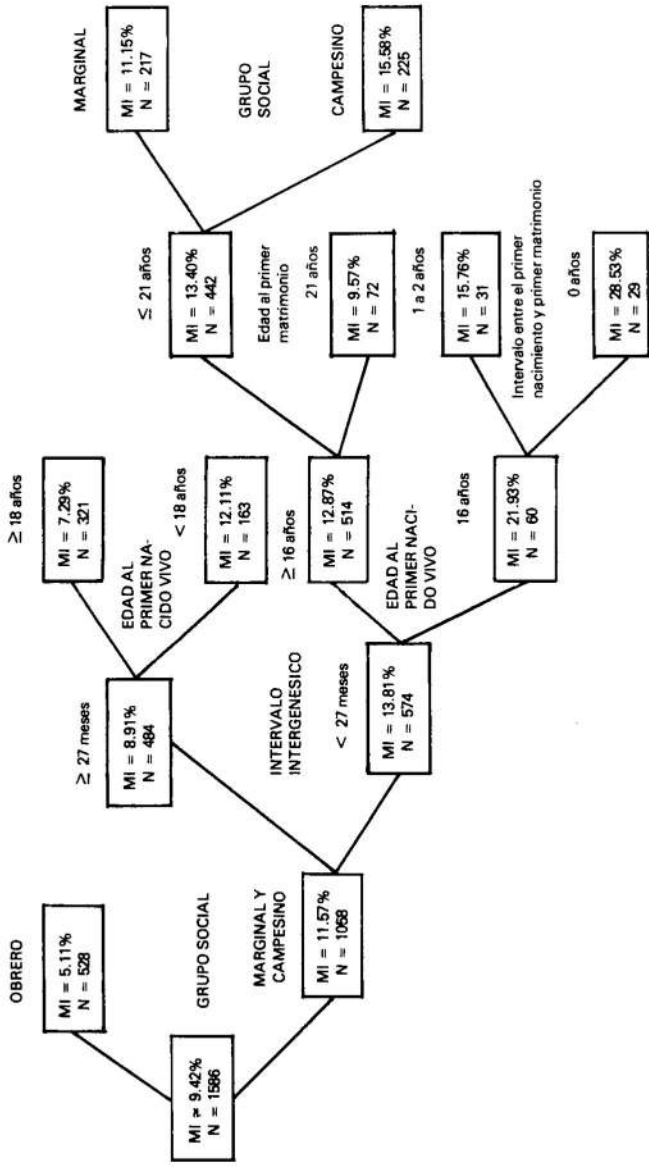 MI = 9.42%
N = 1586
GRUPO SOCIAL
OBRERO
MI = 5.11%
N = 528
MARGINAL Y
CAMPESINO
MI = 11.57%
N = 1058
INTERVALO
INTERGENESICO
≥ 27 meses
MI = 8.91%
N = 484
< 27 meses
MI = 13.81%
N = 574
EDAD AL
PRIMER NA-
CIDO VIVO
≥ 18 años
MI = 7.29%
N = 321
< 18 años
MI = 12.11%
N = 163
EDAD AL
PRIMER NACI-
DO VIVO
≥ 16 años
MI = 12.87%
N = 514
16 años
MI = 21.93%
N = 60
Edad al primer
matrimonio
≤ 21 años
MI = 13.40%
N = 442
21 años
MI = 9.57%
N = 72
Intervalo entre el primer
nacimiento y primer matrimonio
1 a 2 años
MI = 15.76%
N = 31
0 años
MI = 28.53%
N = 29
GRUPO
SOCIAL
MARGINAL
MI = 11.15%
N = 217
CAMPESINO
MI = 15.58%
N = 225